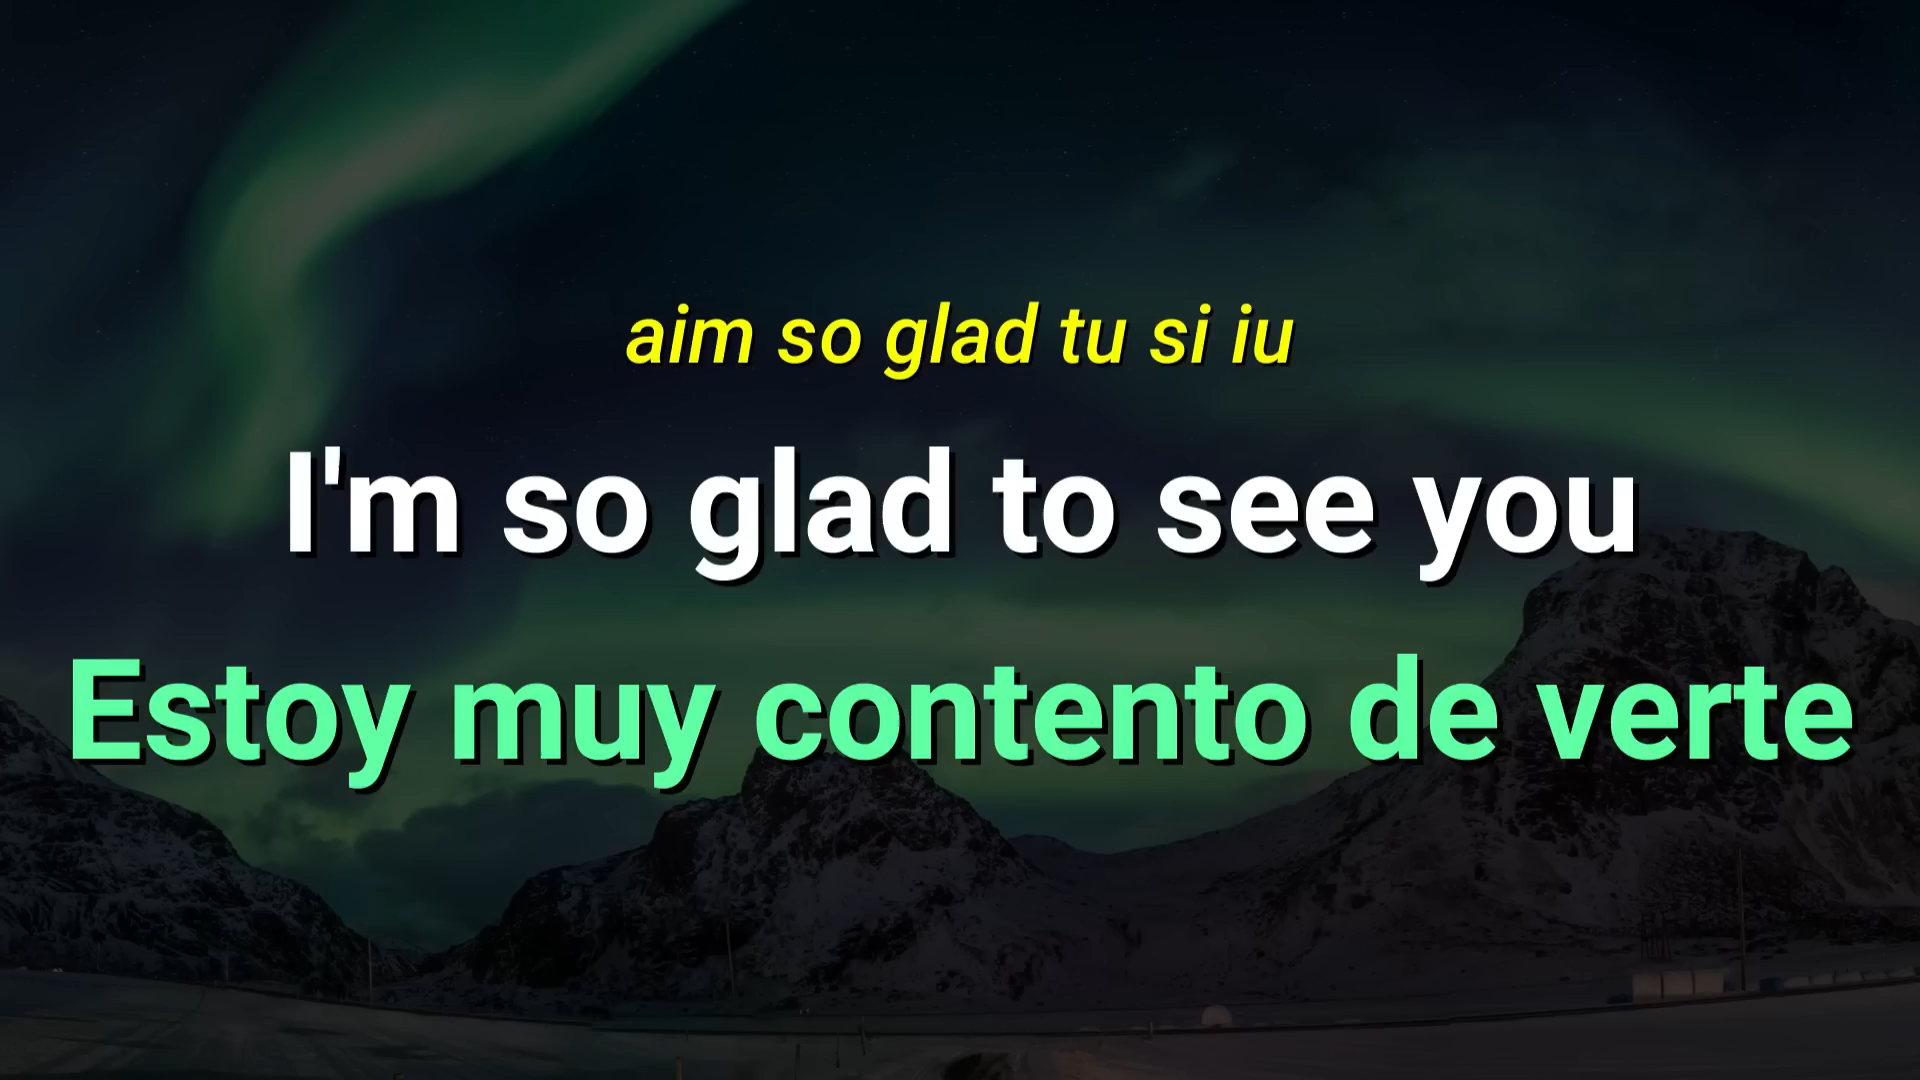 aim so glad tu si iu
I'm so glad to see you
Estoy muy contento de verte